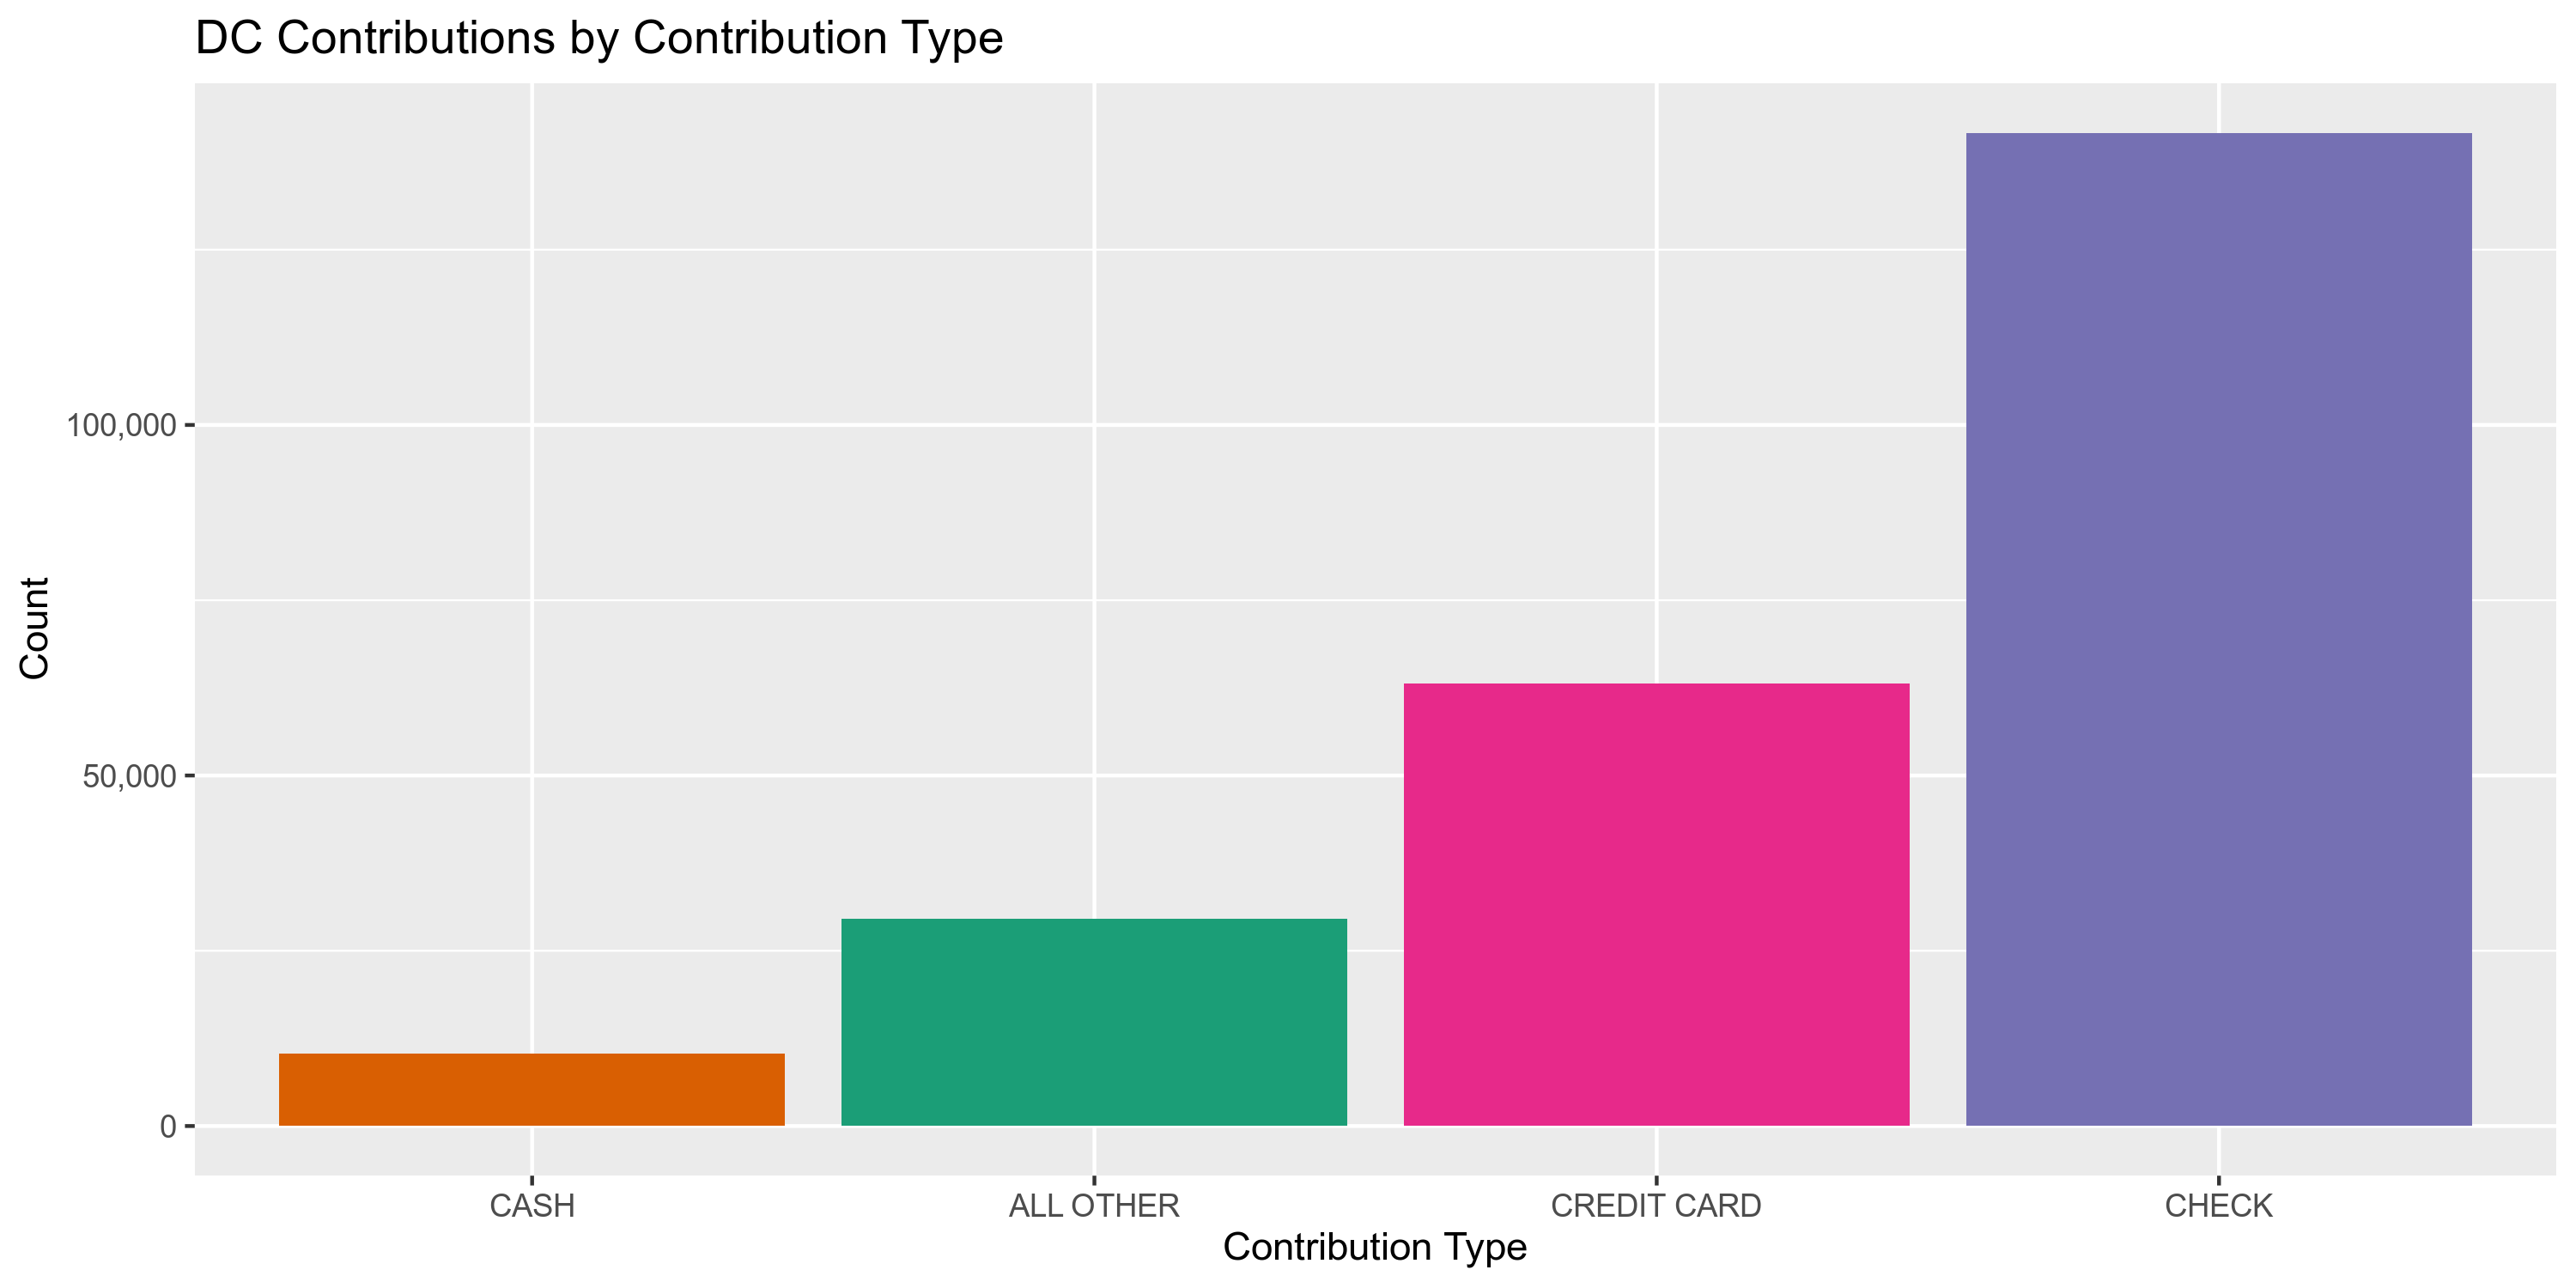 DC Contributions by Contribution Type
Count
100,000
50,000
0
CASH
ALL OTHER
CREDIT CARD
CHECK
Contribution Type